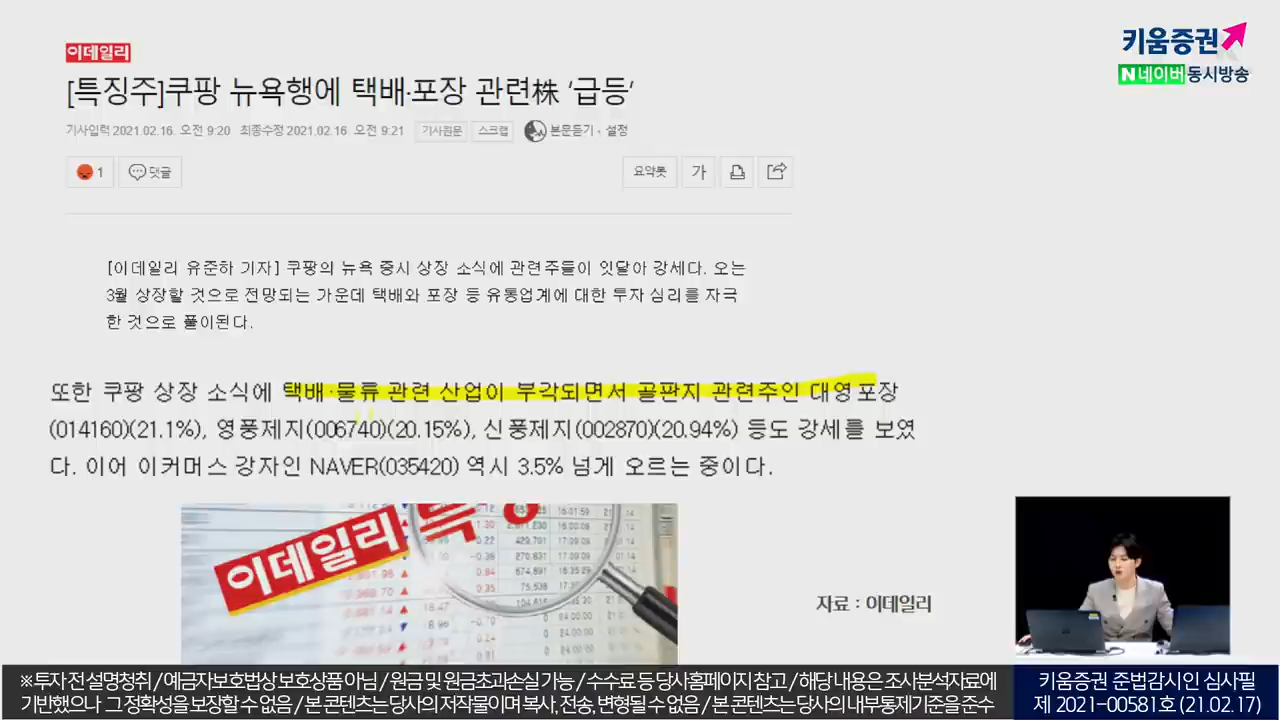 이데일리
키움증권
N네이버 동시방송
[특징주]쿠팡 뉴욕행에 택배·포장 관련株 ‘급등’
기사입력 2021.02.16. 오전 9:20 최종수정 2021.02.16 오전 9:21 기사원문 스크랩 본문듣기 · 설정
1 댓글 요약봇 가
[이데일리 유준하 기자] 쿠팡의 뉴욕 증시 상장 소식에 관련주들이 잇달아 강세다. 오는
3월 상장할 것으로 전망되는 가운데 택배와 포장 등 유통업계에 대한 투자 심리를 자극
한 것으로 풀이된다.
또한 쿠팡 상장 소식에 택배·물류 관련 산업이 부각되면서 골판지 관련주인 대영포장
(014160)(21.1%), 영풍제지(006740)(20.15%), 신풍제지(002870)(20.94%) 등도 강세를 보였
다. 이어 이커머스 강자인 NAVER(035420) 역시 3.5% 넘게 오르는 중이다.
이데일리 특징
자료 : 이데일리
※ 투자 전 설명청취 / 예금자보호법상 보호상품 아님 / 원금 및 원금초과손실 가능 / 수수료 등 당사홈페이지 참고 / 해당 내용은 조사분석자료에
기반했으나 그 정확성을 보장할 수 없음 / 본 콘텐츠는 당사의 저작물이며 복사, 전송, 변형될 수 없음 / 본 콘텐츠는 당사의 내부통제기준을 준수
키움증권 준법감시인 심사필
제 2021-00581호 (21.02.17)